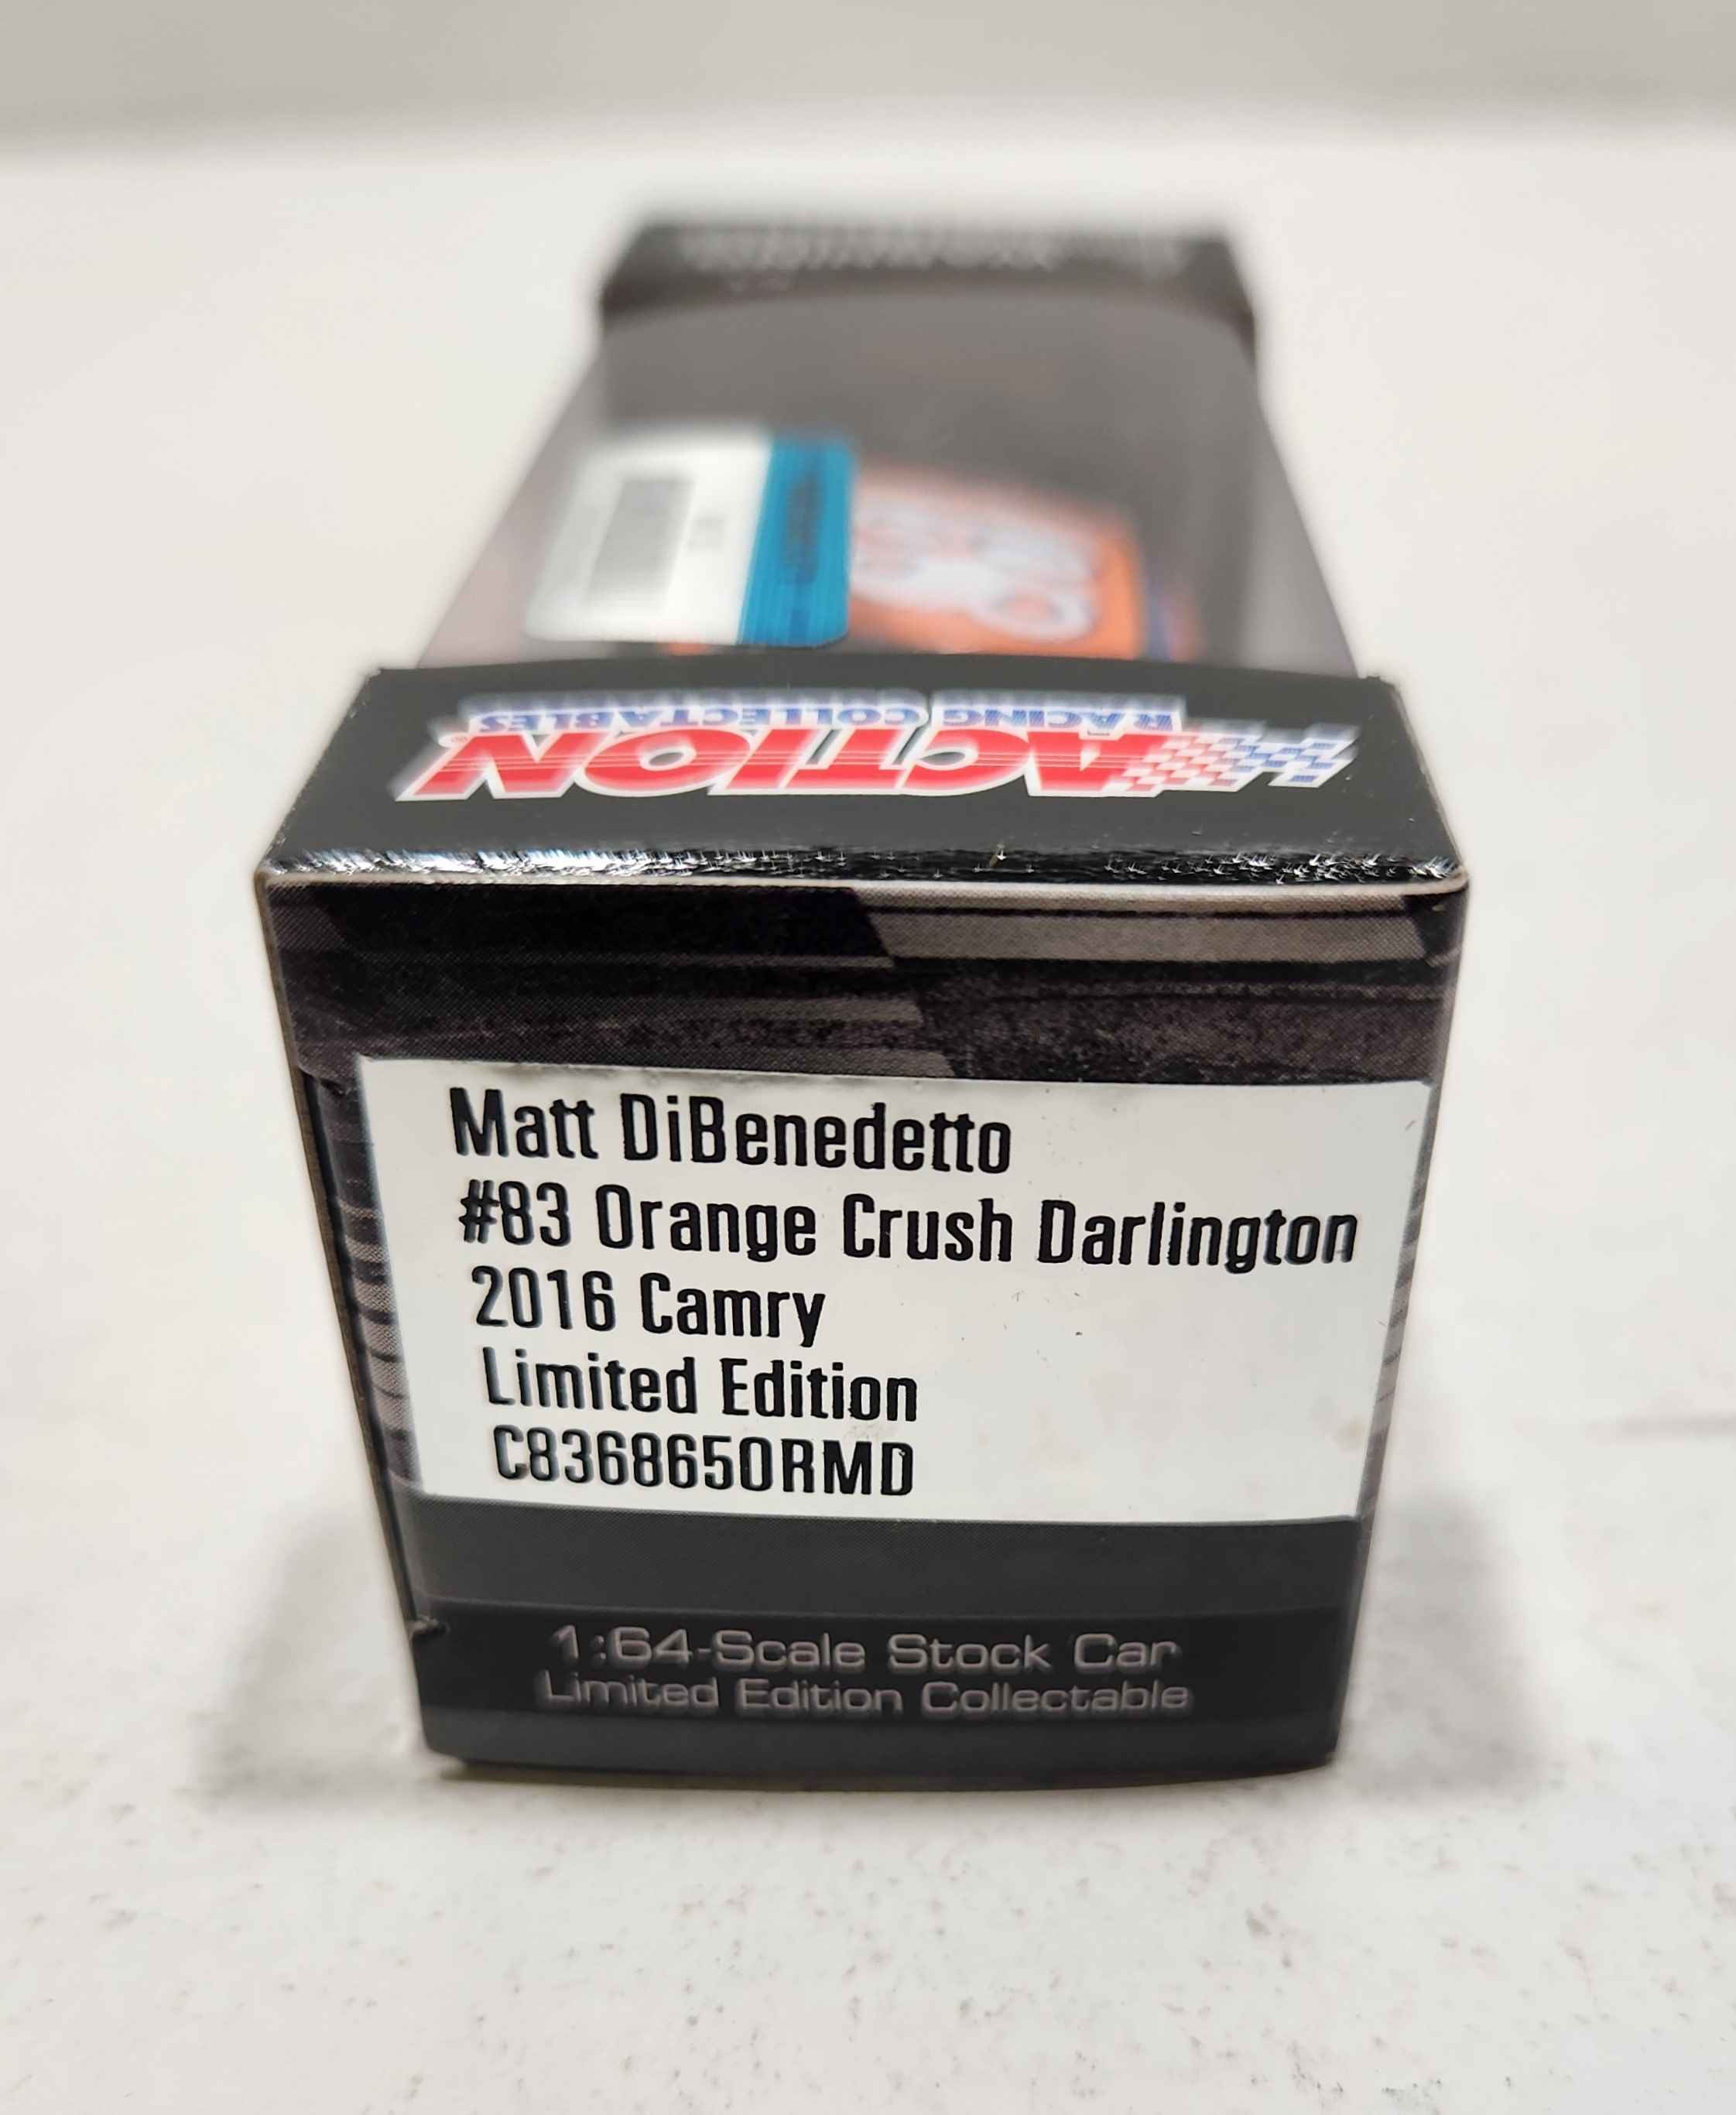 ACTION
RACING COLLECTABLES
Matt DiBenedetto
#83 Orange Crush Darlington
2016 Camry
Limited Edition
C836865ORMD
1:64-Scale Stock Car
Limited Edition Collectable